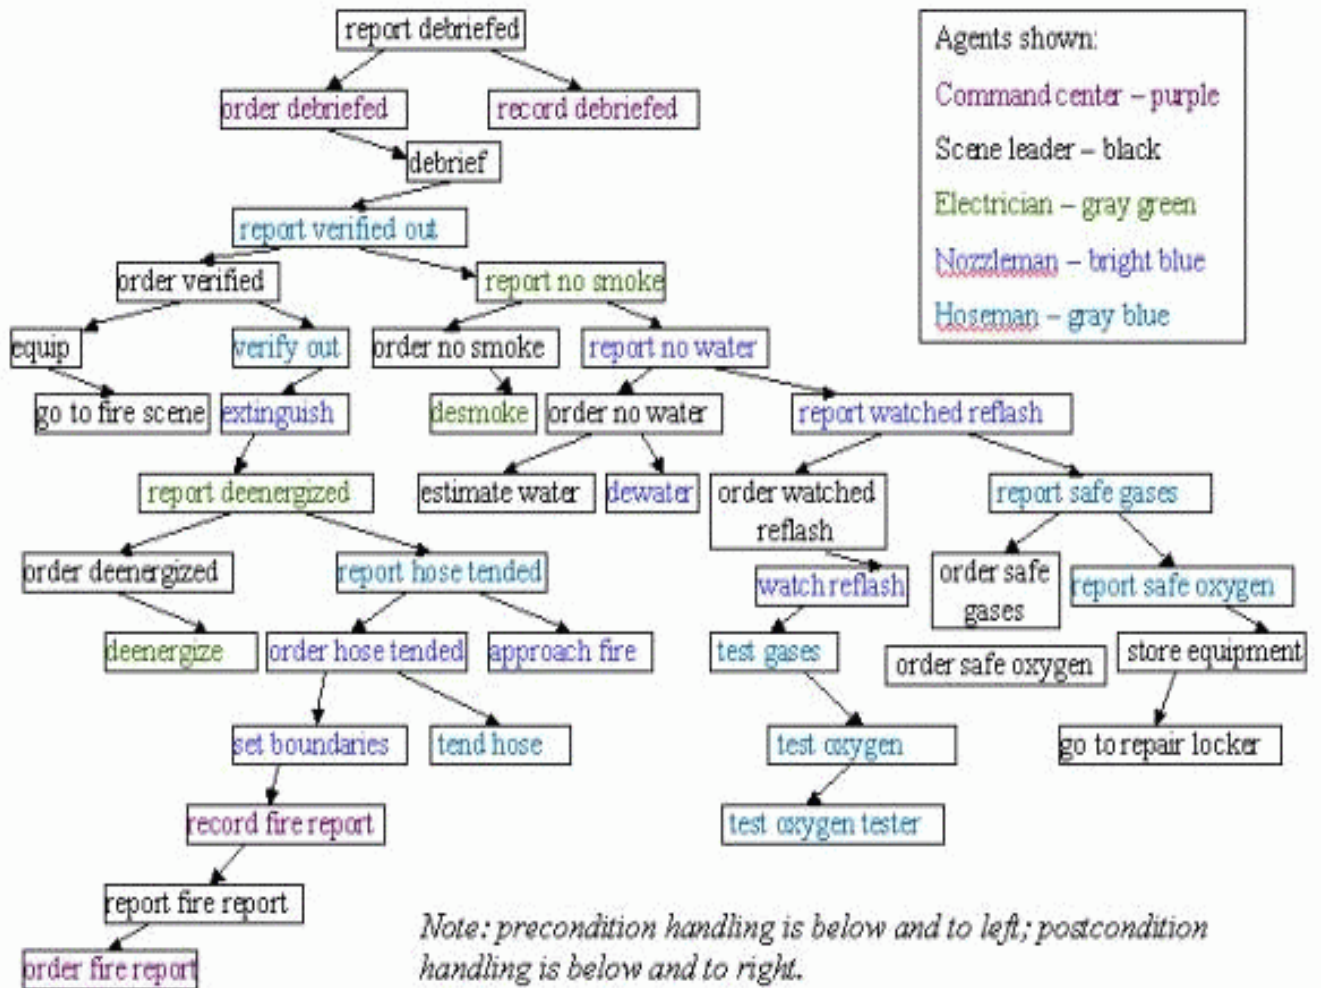 report debriefed
order debriefed
record debriefed
debrief
report verified out
order verified
report no smoke
equip
verify out
order no smoke
report no water
go to fire scene
extinguish
desmoke
order no water
report watched reflash
report deenergized
estimate water
dewater
order watched
reflash
report safe gases
order deenergized
report hose tended
watch reflash
order safe
gases
report safe oxygen
deenergize
order hose tended
approach fire
test gases
order safe oxygen
store equipment
set boundaries
tend hose
test oxygen
go to repair locker
record fire report
test oxygen tester
report fire report
order fire report
Agents shown:
Command center – purple
Scene leader – black
Electrician – gray green
Nozzleman – bright blue
Hoseman – gray blue
Note: precondition handling is below and to left; postcondition
handling is below and to right.